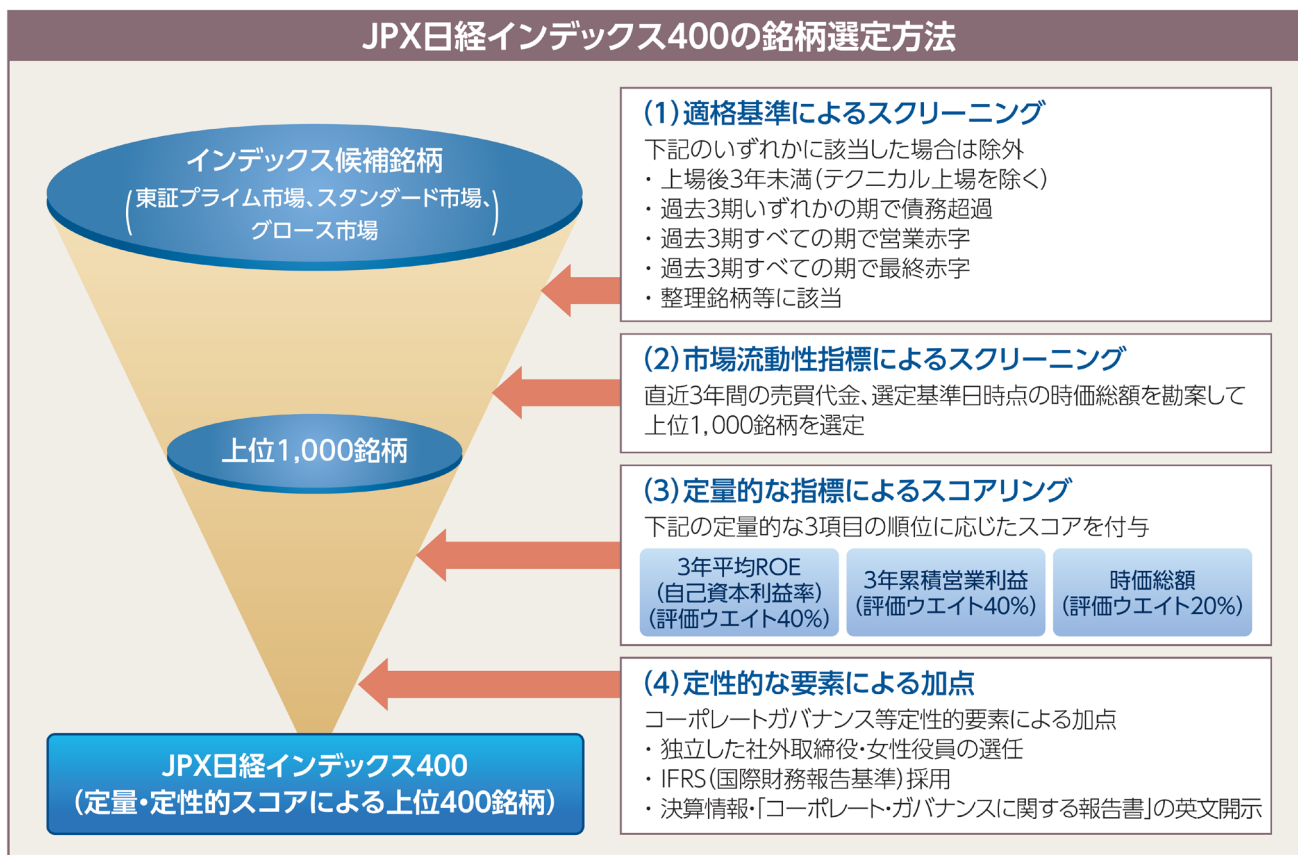 JPX日経インデックス400の銘柄選定方法
インデックス候補銘柄
(東証プライム市場、スタンダード市場、
グロース市場)
上位1,000銘柄
JPX日経インデックス400
(定量・定性的スコアによる上位400銘柄)
(1)適格基準によるスクリーニング
下記のいずれかに該当した場合は除外
・上場後3年未満(テクニカル上場を除く)
・過去3期いずれかの期で債務超過
・過去3期すべての期で営業赤字
・過去3期すべての期で最終赤字
・整理銘柄等に該当
(2)市場流動性指標によるスクリーニング
直近3年間の売買代金、選定基準日時点の時価総額を勘案して
上位1,000銘柄を選定
(3)定量的な指標によるスコアリング
下記の定量的な3項目の順位に応じたスコアを付与
3年平均ROE
(自己資本利益率)
(評価ウエイト40%)
3年累積営業利益
(評価ウエイト40%)
時価総額
(評価ウエイト20%)
(4)定性的な要素による加点
コーポレートガバナンス等定性的要素による加点
・独立した社外取締役・女性役員の選任
・IFRS(国際財務報告基準)採用
・決算情報・「コーポレート・ガバナンスに関する報告書」の英文開示